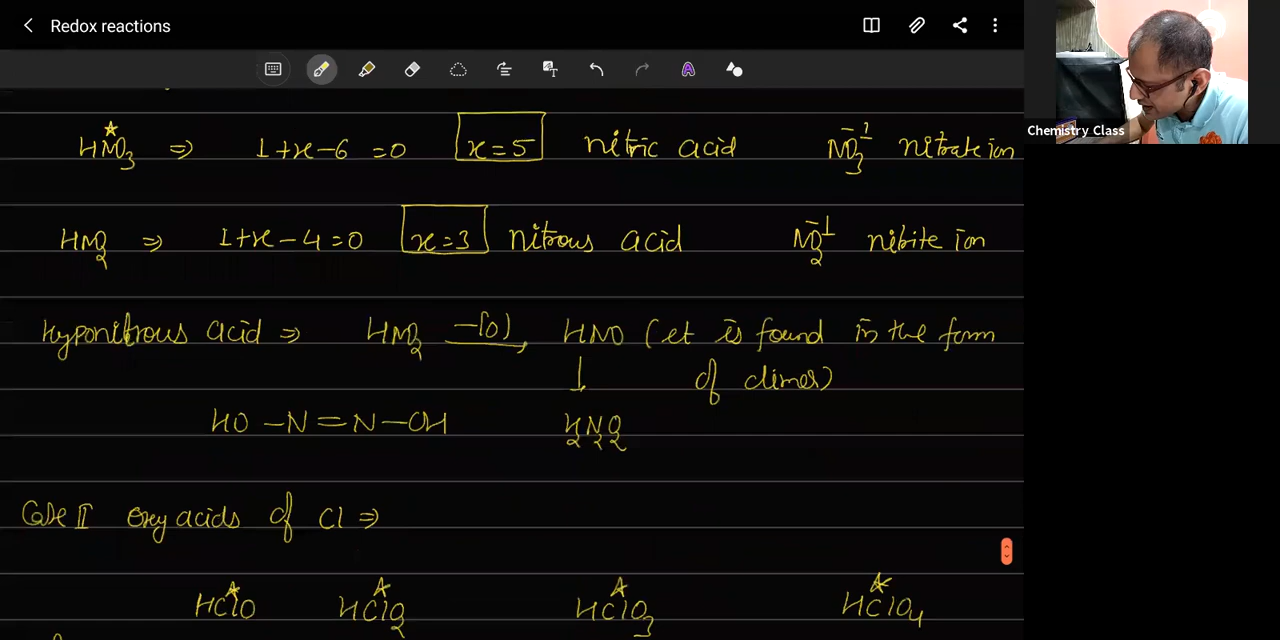 Redox reactions
Chemistry Class
HNO3 ⇒ 1+x−6=0 x=5 nitric acid NO3⁻¹ nitrate ion
HNO2 ⇒ 1+x−4=0 x=3 nitrous acid NO2⁻¹ nitrite ion
Hyponitrous acid ⇒ HNO2 −[O]→ HNO (It is found in the form
of dimer)
HO−N=N−OH H2N2O2
Case II Oxy acids of Cl ⇒
HClO HClO2 HClO3 HClO4